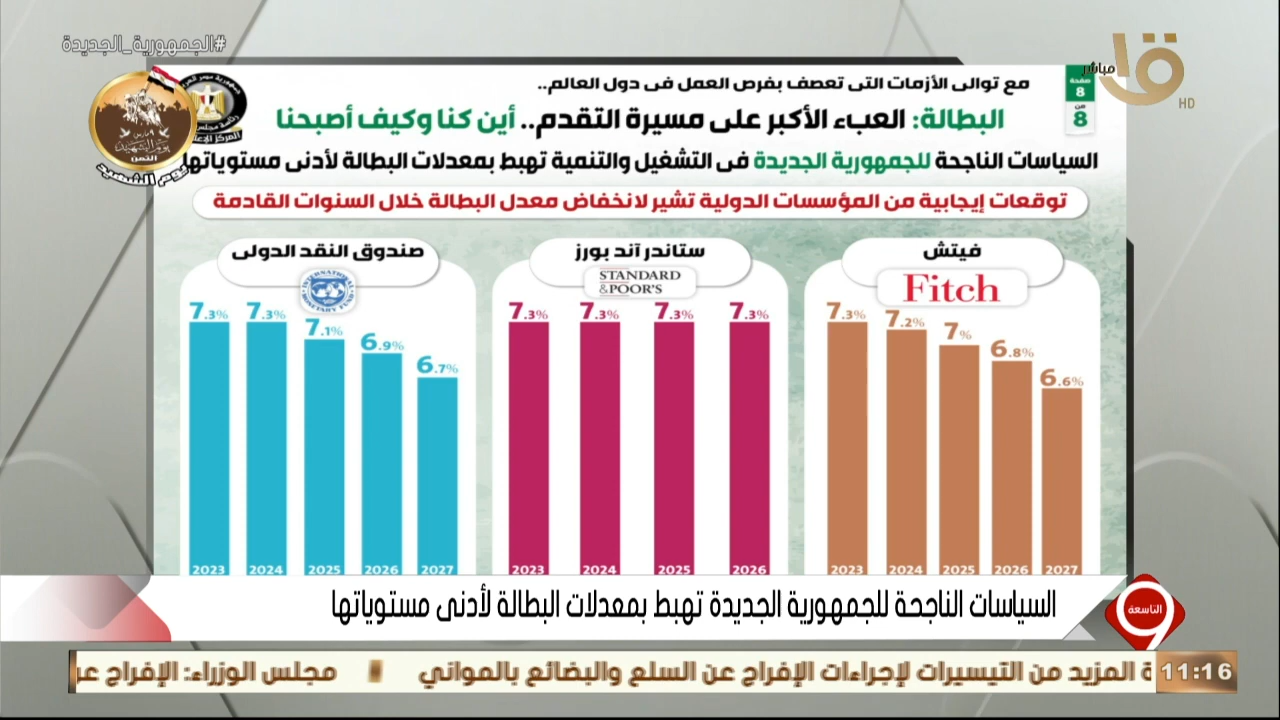 #الجمهورية_الجديدة
مباشر
HD
صفحة
8
من
8
مع توالى الأزمات التى تعصف بفرص العمل فى دول العالم..
البطالة: العبء الأكبر على مسيرة التقدم.. أين كنا وكيف أصبحنا
السياسات الناجحة للجمهورية الجديدة فى التشغيل والتنمية تهبط بمعدلات البطالة لأدنى مستوياتها
توقعات إيجابية من المؤسسات الدولية تشير لانخفاض معدل البطالة خلال السنوات القادمة
يوم الشهيد
فيتش
Fitch
7.3% 7.2% 7% 6.8% 6.6%
2023 2024 2025 2026 2027
ستاندر آند بورز
STANDARD
&POOR'S
7.3% 7.3% 7.3% 7.3%
2023 2024 2025 2026
صندوق النقد الدولى
INTERNATIONAL MONETARY FUND
7.3% 7.3% 7.1% 6.9% 6.7%
2023 2024 2025 2026 2027
التاسعة
9
السياسات الناجحة للجمهورية الجديدة تهبط بمعدلات البطالة لأدنى مستوياتها
11:16
المزيد من التيسيرات لإجراءات الإفراج عن السلع والبضائع بالمواني
مجلس الوزراء: الإفراج